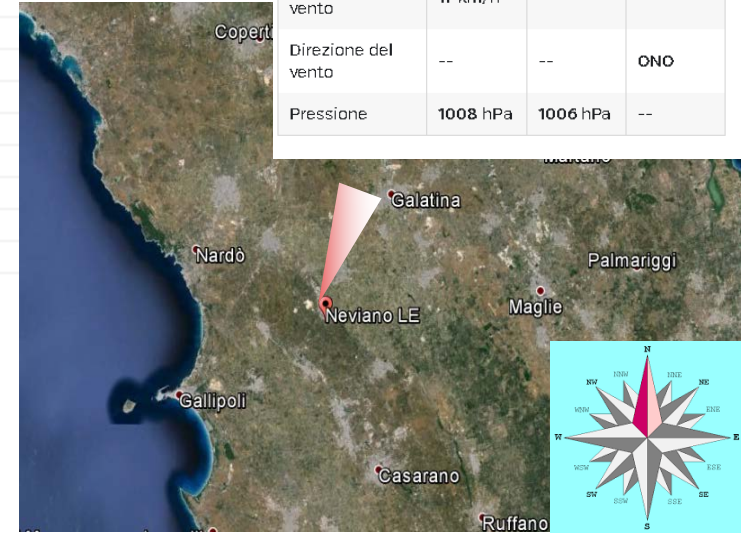 vento
Direzione del
vento
--
--
ONO
Pressione
1008 hPa
1006 hPa
--
Galatina
Nardò
Palmariggi
Maglie
Neviano LE
Gallipoli
Casarano
Ruffano
N
NNW
NNE
NW
NE
WNW
ENE
W
E
WSW
ESE
SW
SE
SSW
SSE
S